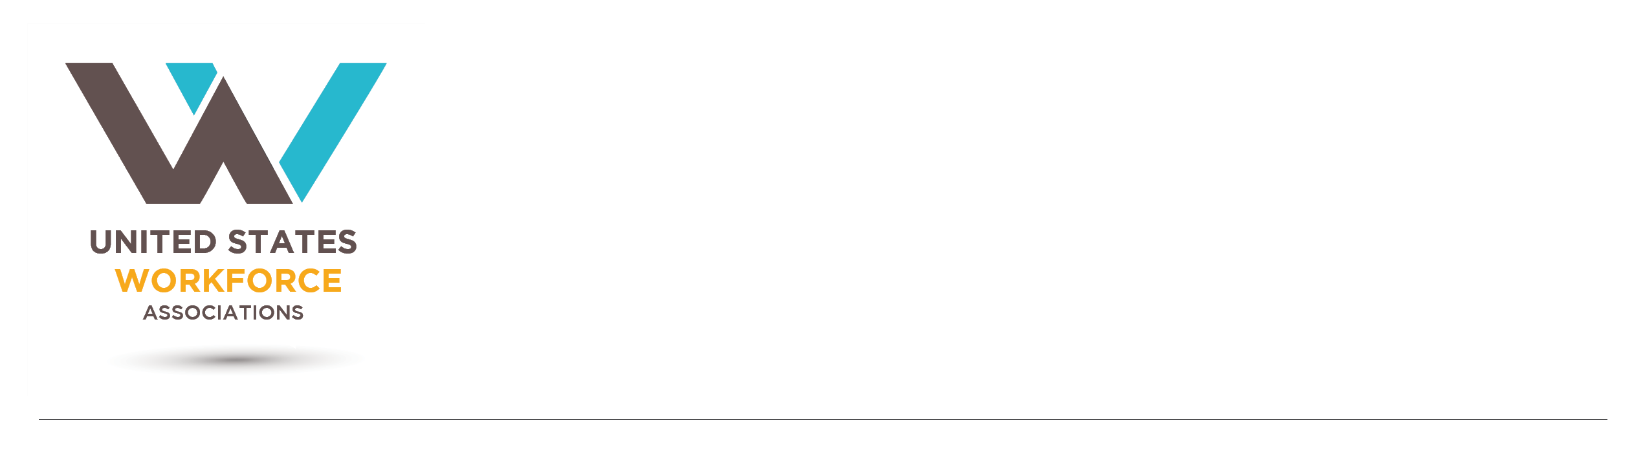 UNITED STATES
WORKFORCE
ASSOCIATIONS